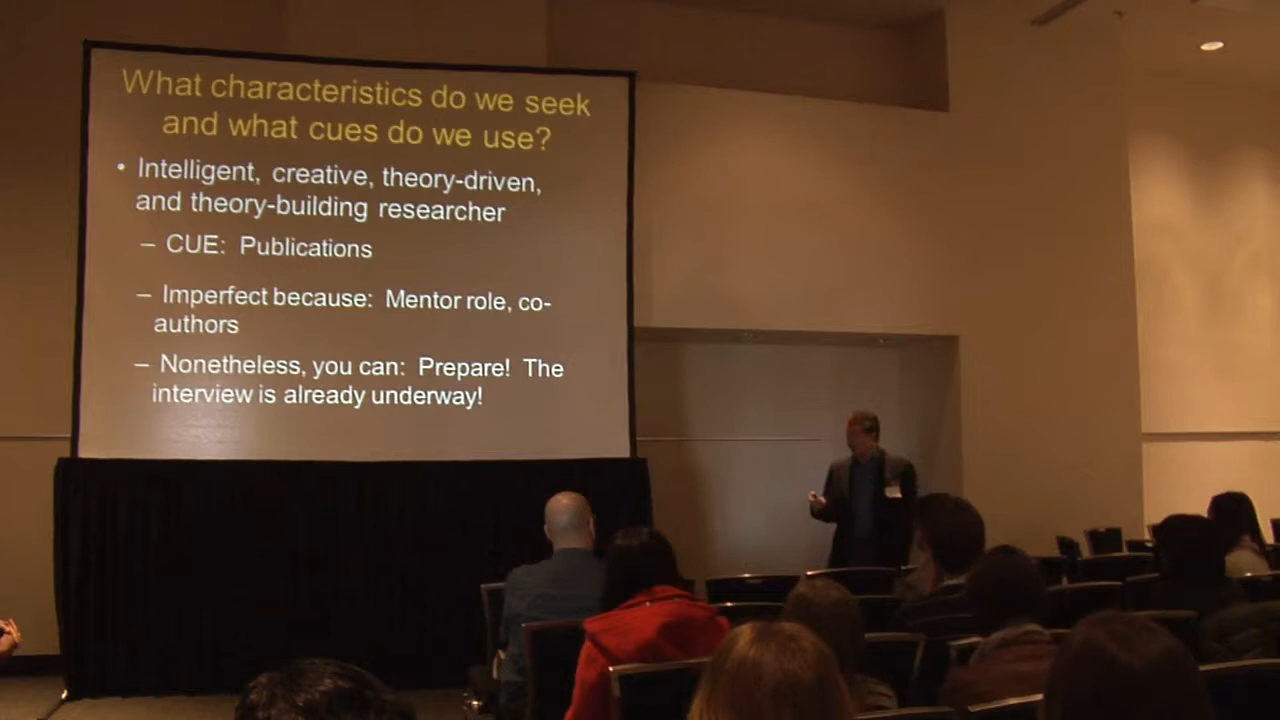 What characteristics do we seek
and what cues do we use?
• Intelligent, creative, theory-driven,
and theory-building researcher
– CUE: Publications
– Imperfect because: Mentor role, co-
authors
– Nonetheless, you can: Prepare! The
interview is already underway!